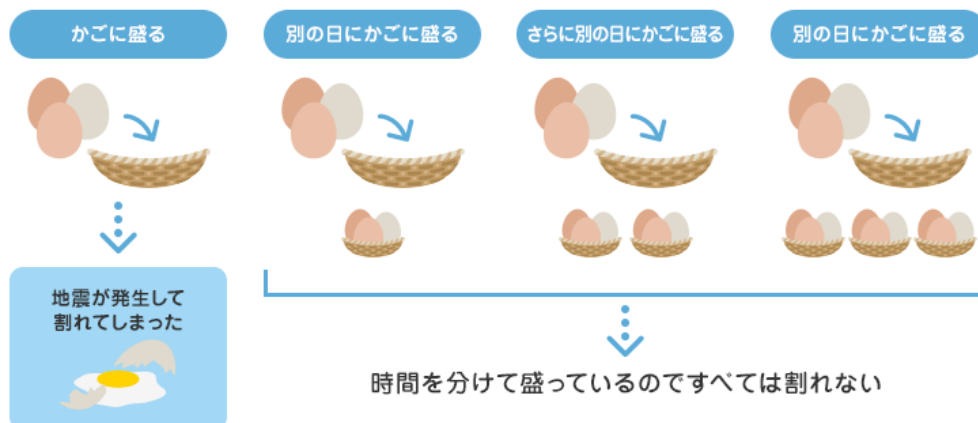 かごに盛る
別の日にかごに盛る
さらに別の日にかごに盛る
別の日にかごに盛る
地震が発生して
割れてしまった
時間を分けて盛っているのですべては割れない